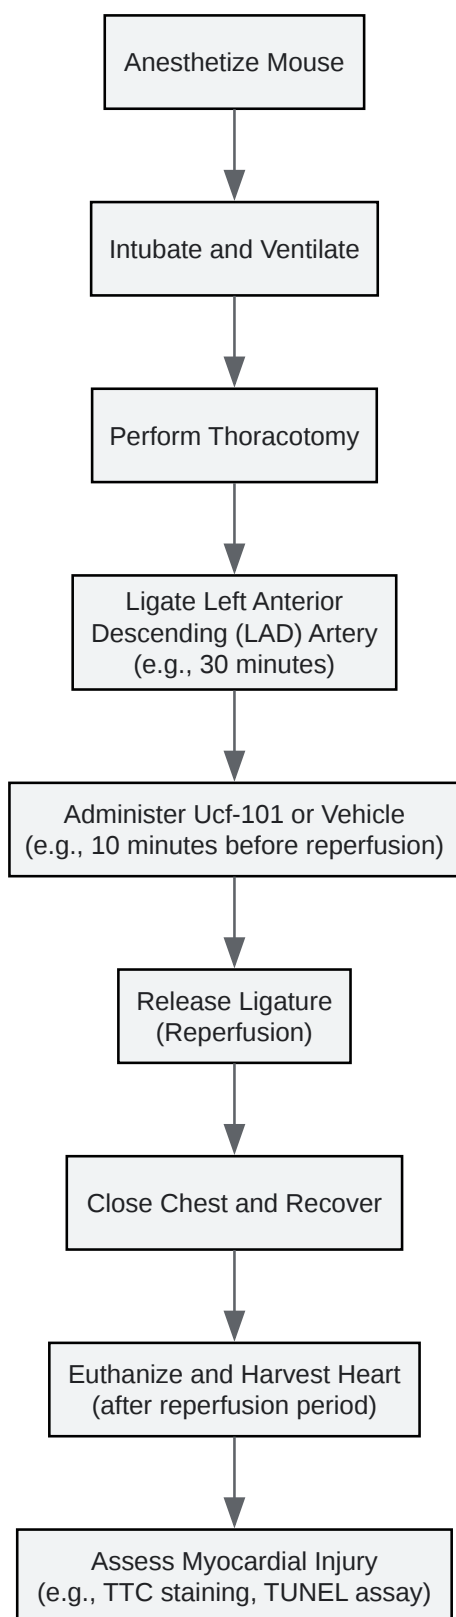 Anesthetize Mouse
Intubate and Ventilate
Perform Thoracotomy
Ligate Left Anterior
Descending (LAD) Artery
(e.g., 30 minutes)
Administer Ucf-101 or Vehicle
(e.g., 10 minutes before reperfusion)
Release Ligature
(Reperfusion)
Close Chest and Recover
Euthanize and Harvest Heart
(after reperfusion period)
Assess Myocardial Injury
(e.g., TTC staining, TUNEL assay)